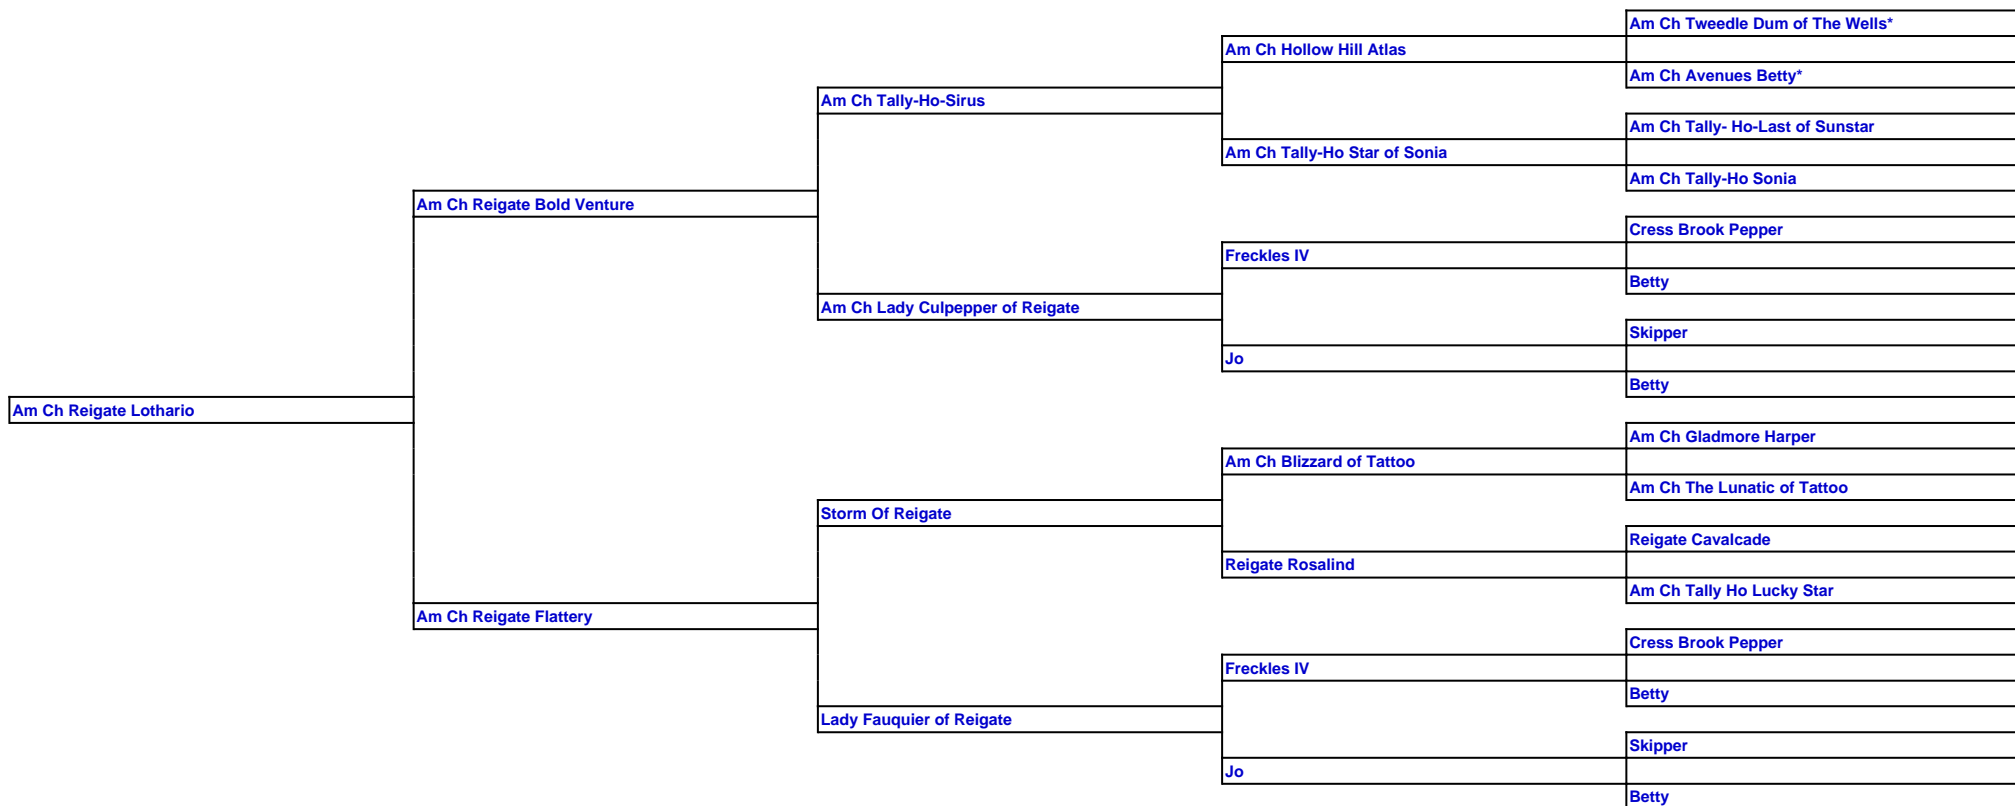 Am Ch Tweedle Dum of The Wells*
Am Ch Hollow Hill Atlas
Am Ch Avenues Betty*
Am Ch Tally-Ho-Sirus
Am Ch Tally- Ho-Last of Sunstar
Am Ch Tally-Ho Star of Sonia
Am Ch Tally-Ho Sonia
Am Ch Reigate Bold Venture
Cress Brook Pepper
Freckles IV
Betty
Am Ch Lady Culpepper of Reigate
Skipper
Jo
Betty
Am Ch Reigate Lothario
Am Ch Gladmore Harper
Am Ch Blizzard of Tattoo
Am Ch The Lunatic of Tattoo
Storm Of Reigate
Reigate Cavalcade
Reigate Rosalind
Am Ch Tally Ho Lucky Star
Am Ch Reigate Flattery
Cress Brook Pepper
Freckles IV
Betty
Lady Fauquier of Reigate
Skipper
Jo
Betty